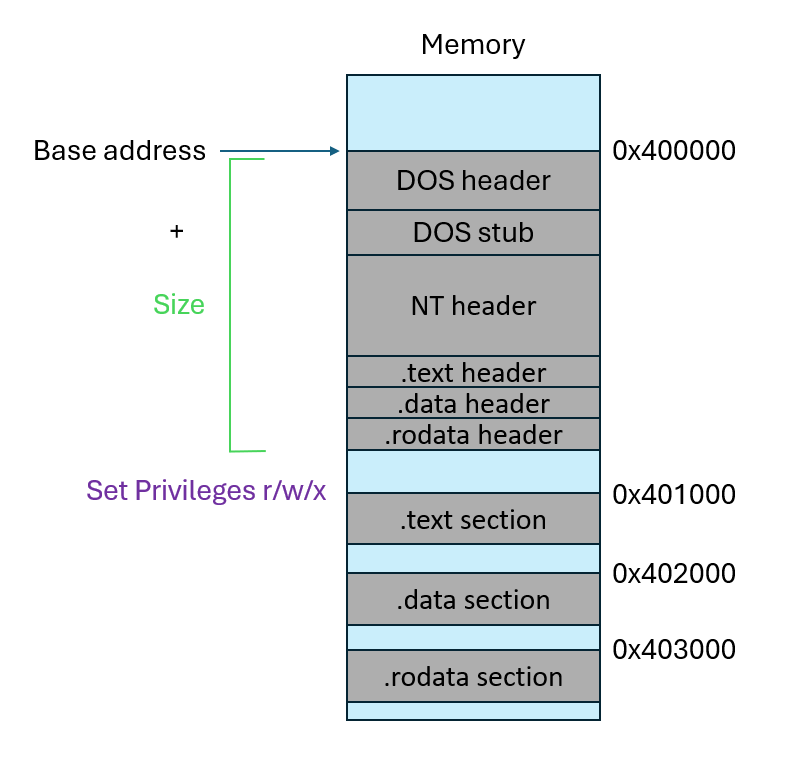 Memory
Base address
0x400000
DOS header
+
DOS stub
Size
NT header
.text header
.data header
.rodata header
Set Privileges r/w/x
0x401000
.text section
0x402000
.data section
0x403000
.rodata section